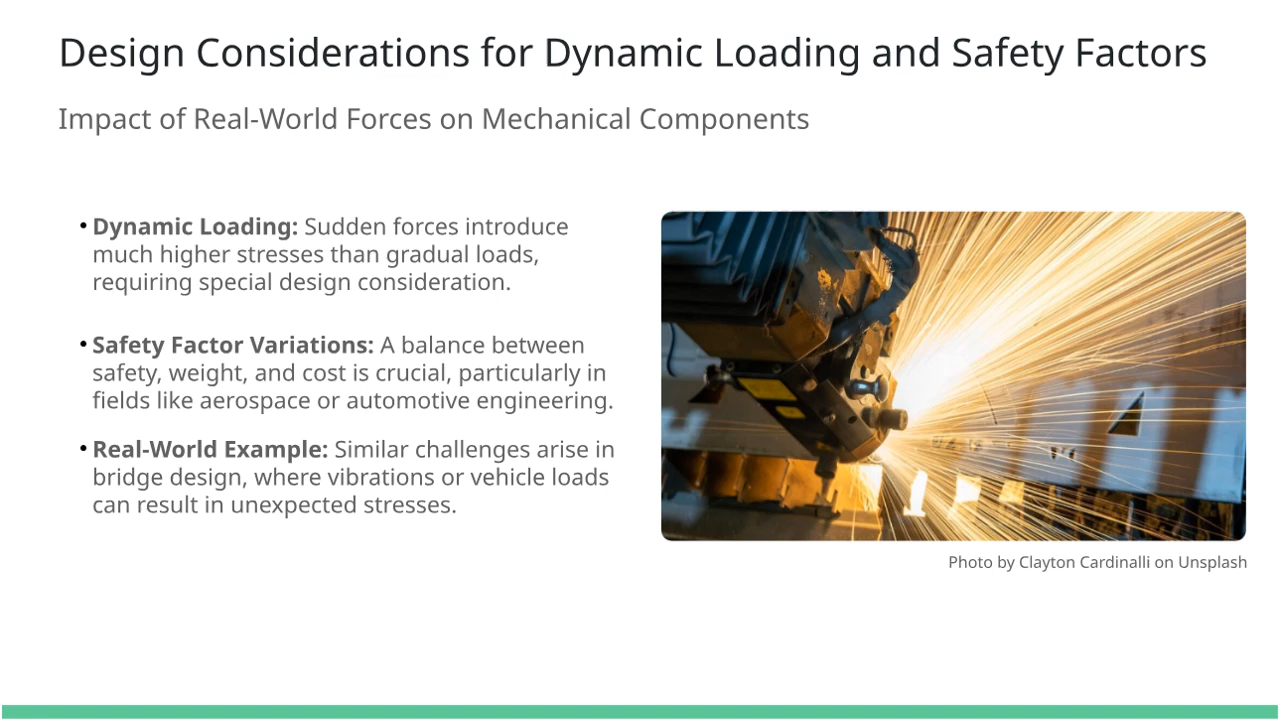 Design Considerations for Dynamic Loading and Safety Factors
Impact of Real-World Forces on Mechanical Components
• Dynamic Loading: Sudden forces introduce
much higher stresses than gradual loads,
requiring special design consideration.
• Safety Factor Variations: A balance between
safety, weight, and cost is crucial, particularly in
fields like aerospace or automotive engineering.
• Real-World Example: Similar challenges arise in
bridge design, where vibrations or vehicle loads
can result in unexpected stresses.
Photo by Clayton Cardinalli on Unsplash